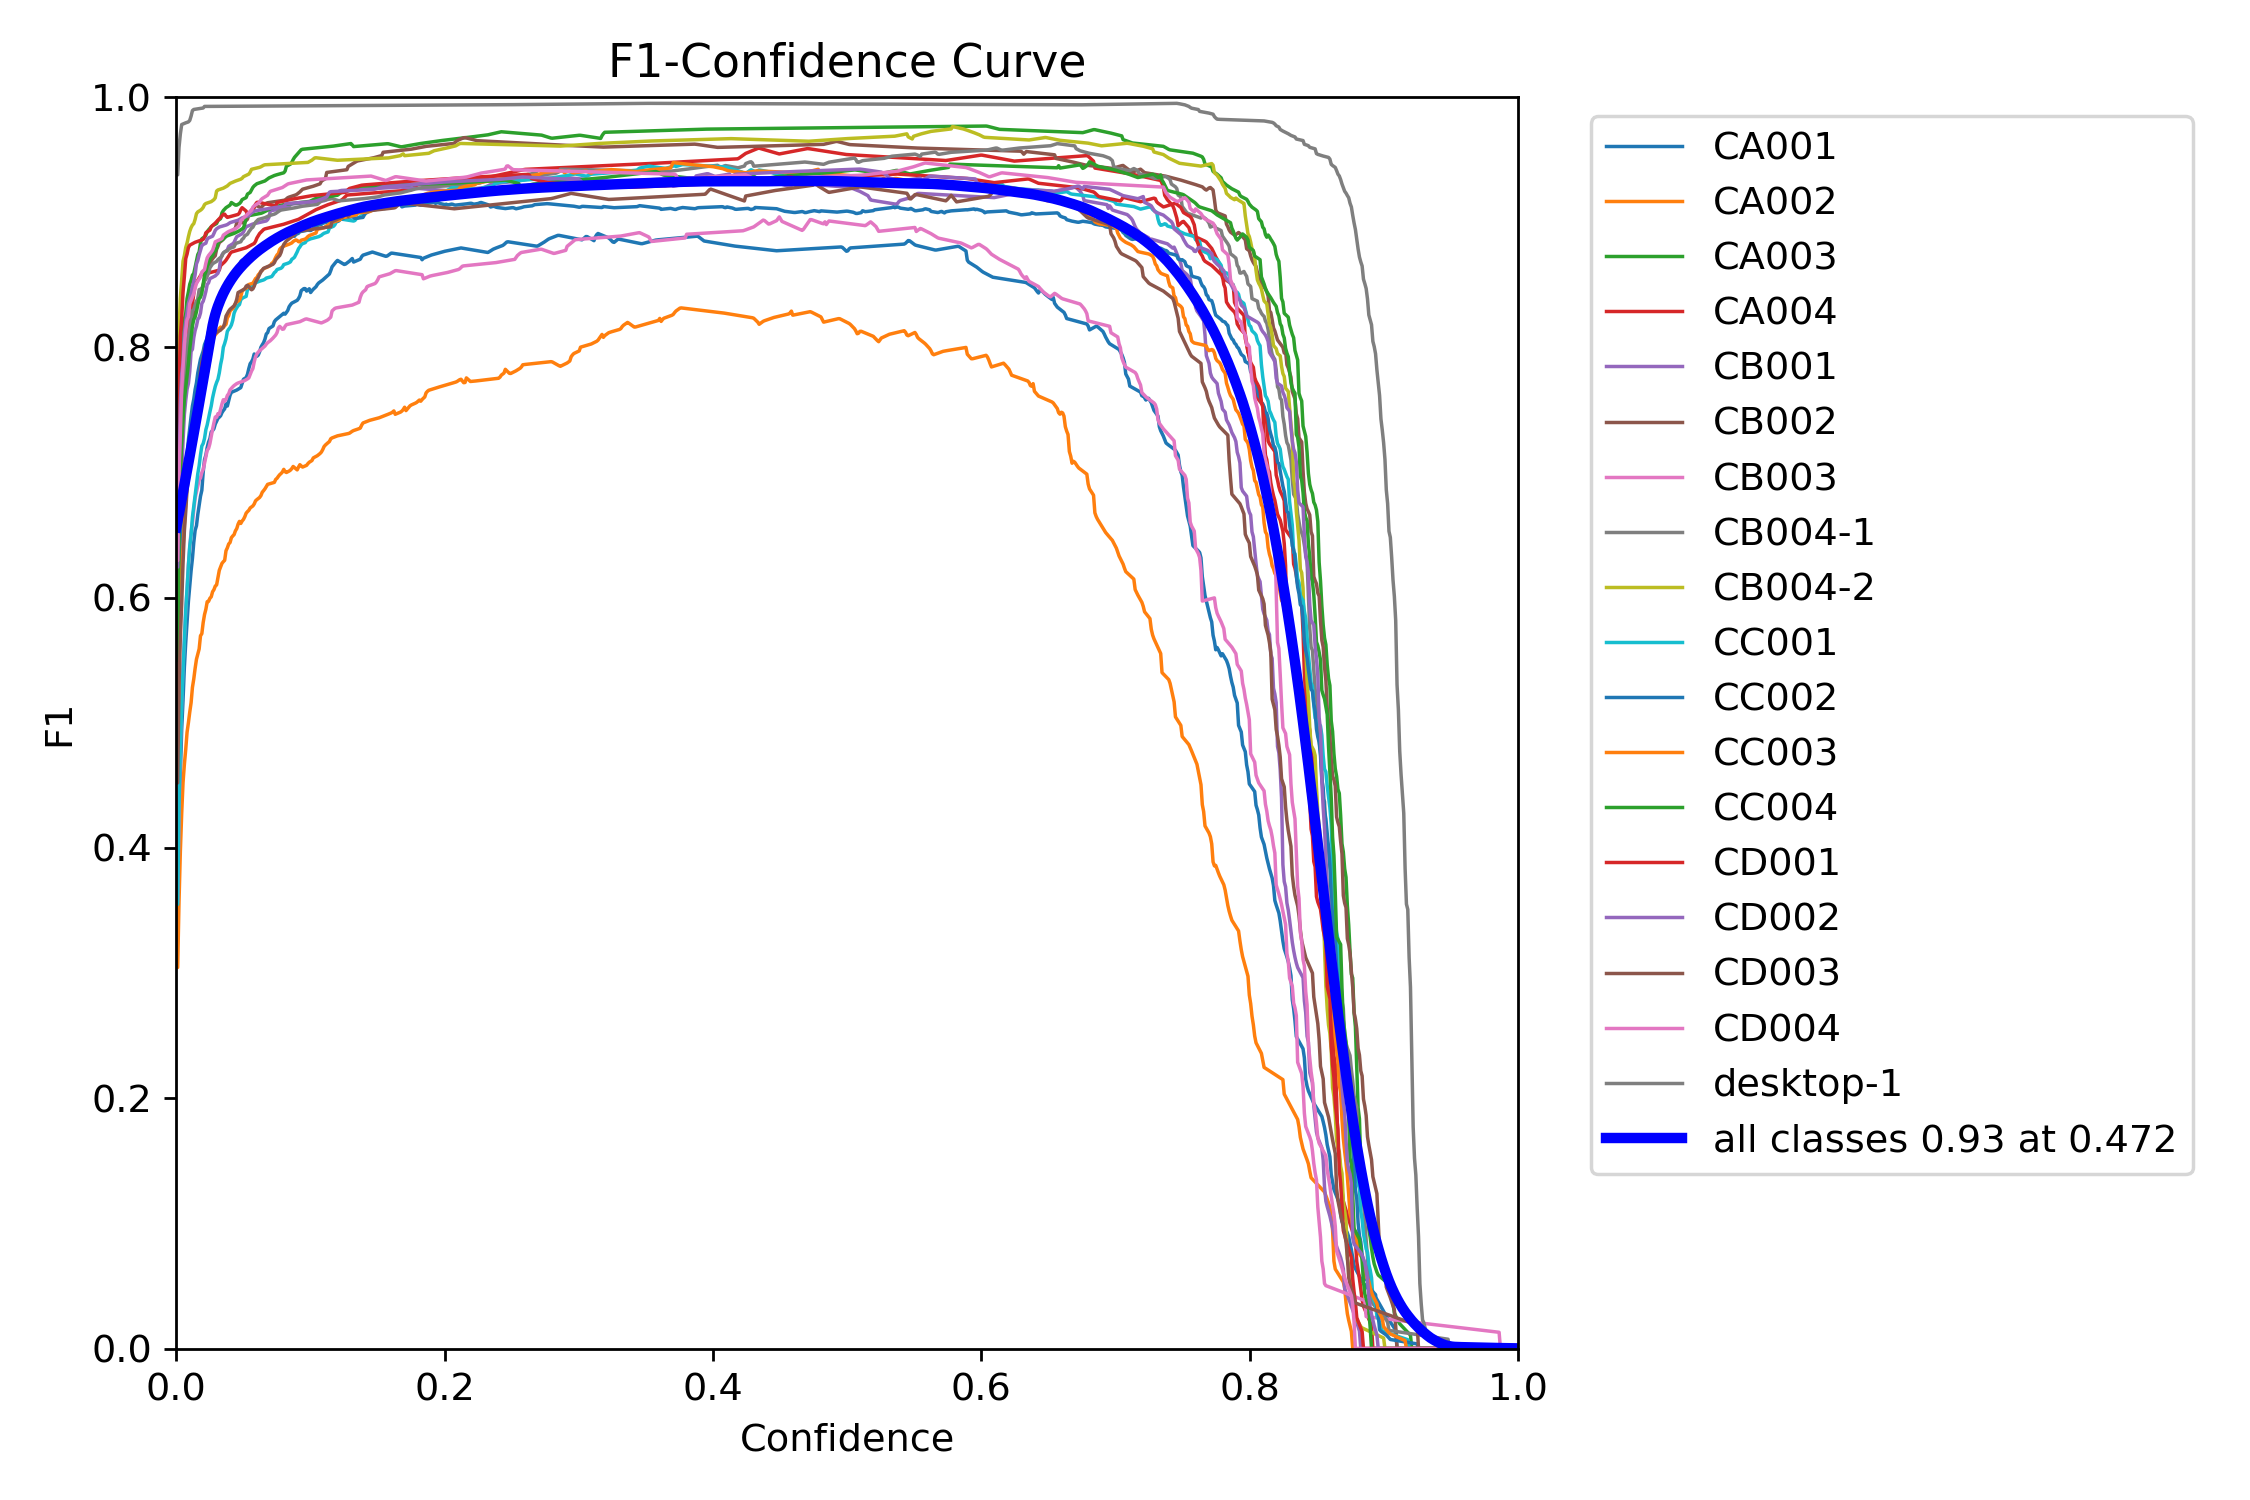 F1-Confidence Curve
1.0
0.8
0.6
0.4
0.2
0.0
F1
0.0 0.2 0.4 0.6 0.8 1.0
Confidence
CA001
CA002
CA003
CA004
CB001
CB002
CB003
CB004-1
CB004-2
CC001
CC002
CC003
CC004
CD001
CD002
CD003
CD004
desktop-1
all classes 0.93 at 0.472